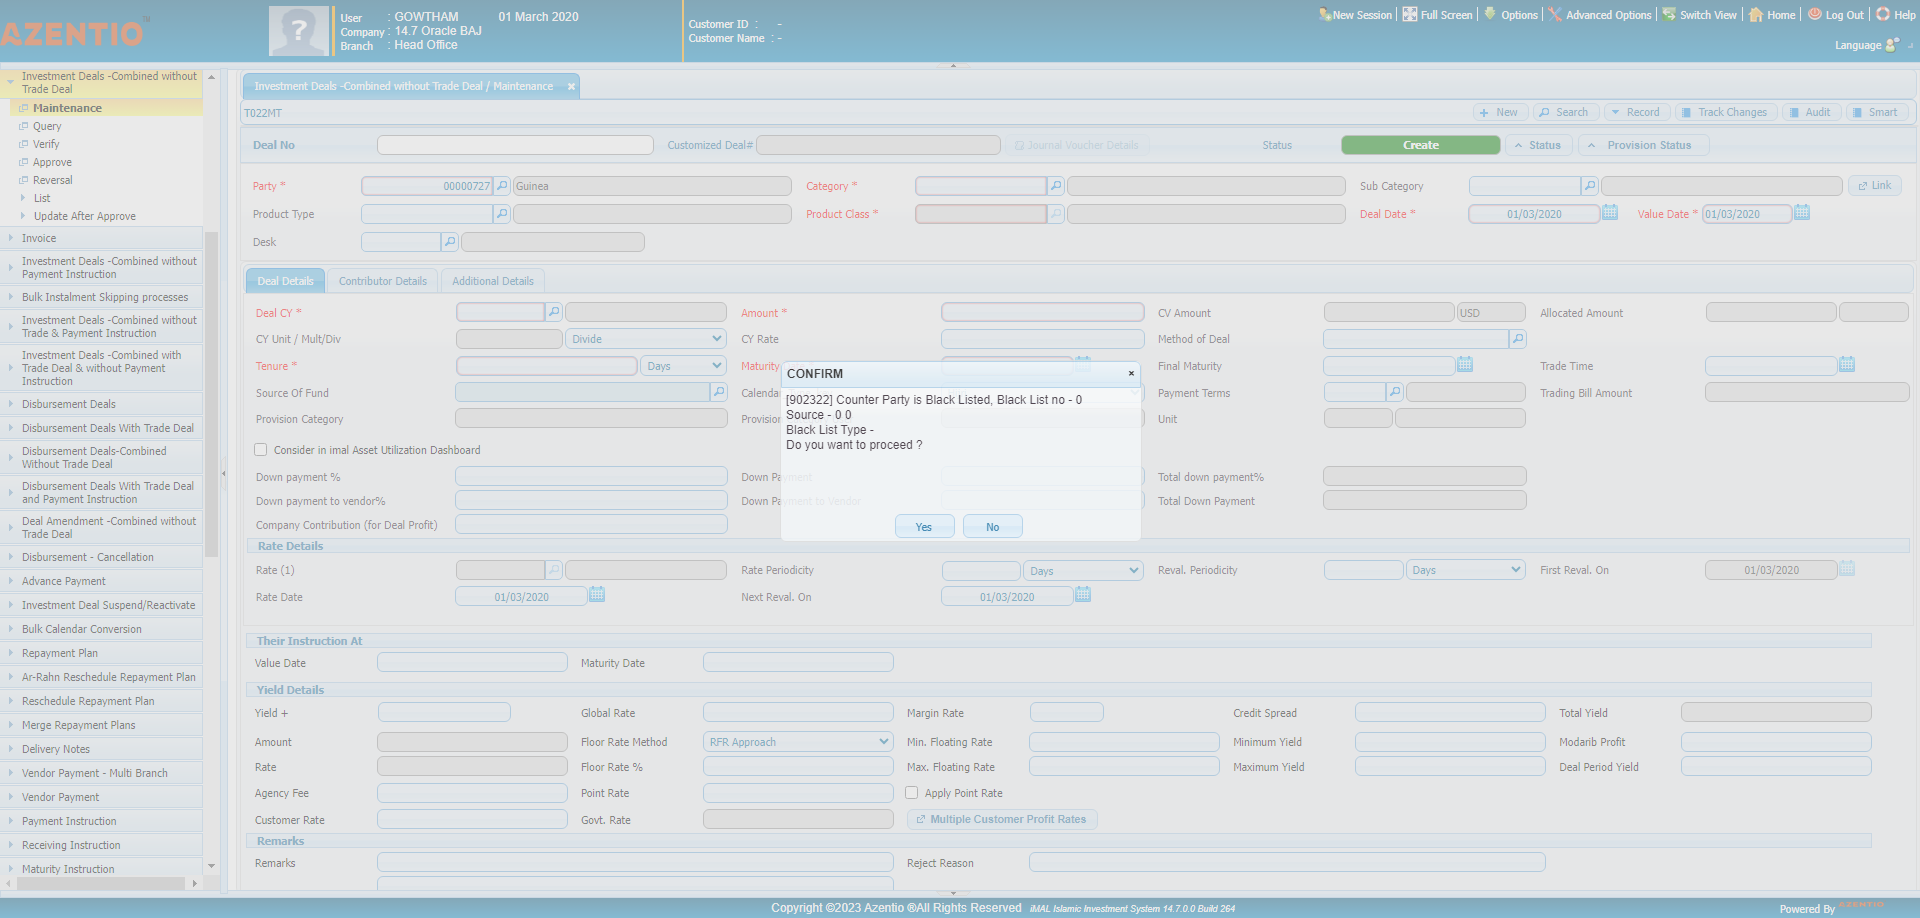 AZENTIO
User : GOWTHAM 01 March 2020
Company : 14.7 Oracle BAJ
Branch : Head Office
Customer ID : -
Customer Name : -
New Session Full Screen Options Advanced Options Switch View Home Log Out Help
Language
Investment Deals -Combined without
Trade Deal
Maintenance
Query
Verify
Approve
Reversal
List
Update After Approve
Invoice
Investment Deals -Combined without
Payment Instruction
Bulk Instalment Skipping processes
Investment Deals -Combined without
Trade & Payment Instruction
Investment Deals -Combined with
Trade Deal & without Payment
Instruction
Disbursement Deals
Disbursement Deals With Trade Deal
Disbursement Deals-Combined
Without Trade Deal
Disbursement Deals With Trade Deal
and Payment Instruction
Deal Amendment -Combined without
Trade Deal
Disbursement - Cancellation
Advance Payment
Investment Deal Suspend/Reactivate
Bulk Calendar Conversion
Repayment Plan
Ar-Rahn Reschedule Repayment Plan
Reschedule Repayment Plan
Merge Repayment Plans
Delivery Notes
Vendor Payment - Multi Branch
Vendor Payment
Payment Instruction
Receiving Instruction
Maturity Instruction
Investment Deals -Combined without Trade Deal / Maintenance ×
T022MT New Search Record Track Changes Audit Smart
Deal No Customized Deal# Journal Voucher Details Status Create Status Provision Status
Party * 00000727 Guinea Category * Sub Category Link
Product Type Product Class * Deal Date * 01/03/2020 Value Date * 01/03/2020
Desk
Deal Details Contributor Details Additional Details
Deal CY * Amount * CV Amount USD Allocated Amount
CY Unit / Mult/Div Divide CY Rate Method of Deal
Tenure * Days Maturity Final Maturity Trade Time
Source Of Fund Calenda Payment Terms Trading Bill Amount
Provision Category Provision Unit
Consider in imal Asset Utilization Dashboard
Down payment % Down Payment Total down payment%
Down payment to vendor% Down Payment to Vendor Total Down Payment
Company Contribution (for Deal Profit)
CONFIRM ×
[902322] Counter Party is Black Listed, Black List no - 0
Source - 0 0
Black List Type -
Do you want to proceed ?
Yes No
Rate Details
Rate (1) Rate Periodicity Days Reval. Periodicity Days First Reval. On 01/03/2020
Rate Date 01/03/2020 Next Reval. On 01/03/2020
Their Instruction At
Value Date Maturity Date
Yield Details
Yield + Global Rate Margin Rate Credit Spread Total Yield
Amount Floor Rate Method RFR Approach Min. Floating Rate Minimum Yield Modarib Profit
Rate Floor Rate % Max. Floating Rate Maximum Yield Deal Period Yield
Agency Fee Point Rate Apply Point Rate
Customer Rate Govt. Rate Multiple Customer Profit Rates
Remarks
Remarks Reject Reason
Copyright ©2023 Azentio ®All Rights Reserved iMAL Islamic Investment System 14.7.0.0 Build 264
Powered By AZENTIO